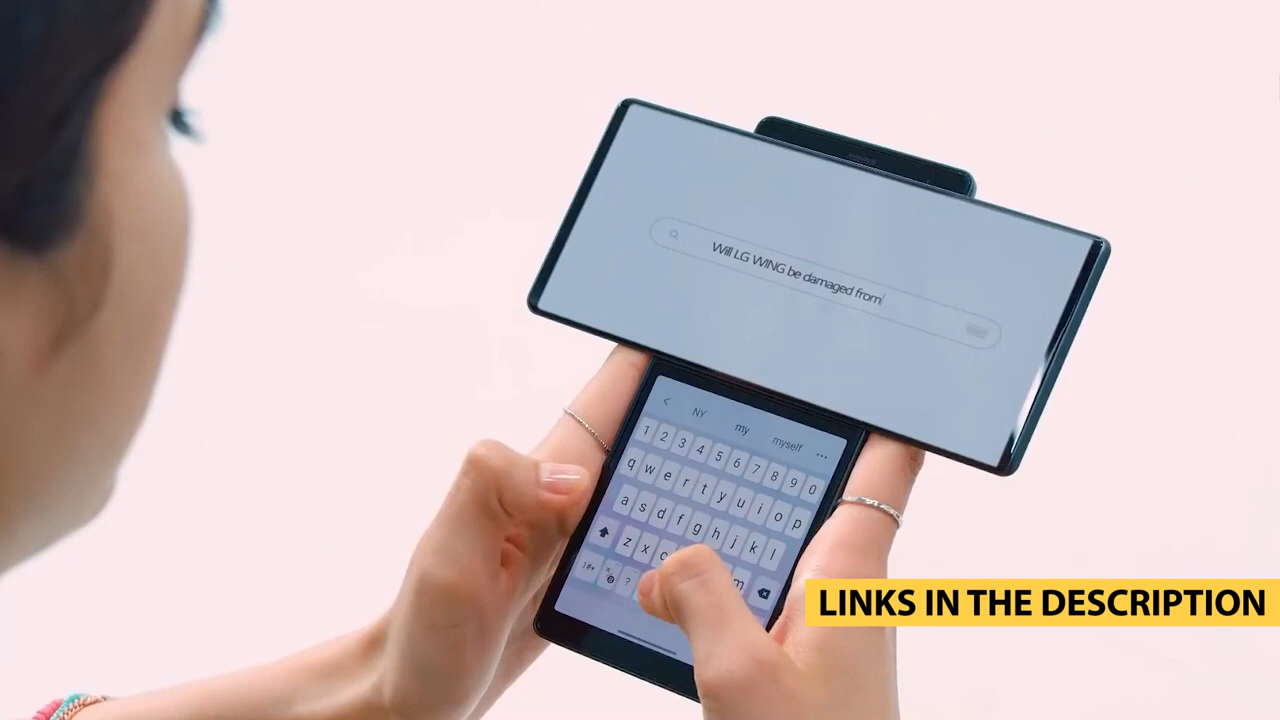 Will LG WING be damaged from
NY my myself ...
1 2 3 4 5 6 7 8 9 0
q w e r t y u i o p
a s d f g h j k l
z x c m
!#+ ?
LINKS IN THE DESCRIPTION